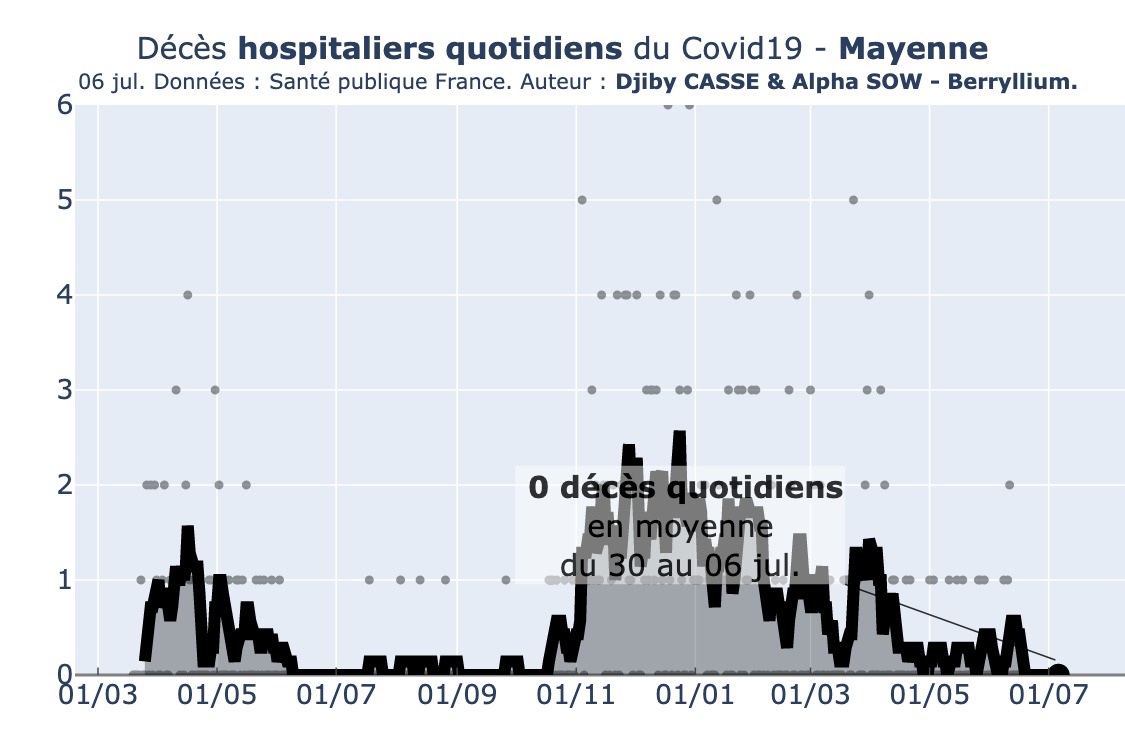 Décès hospitaliers quotidiens du Covid19 - Mayenne
06 jul. Données : Santé publique France. Auteur : Djiby CASSE & Alpha SOW - Berryllium.
6
5
4
3
2
1
0
0 décès quotidiens
en moyenne
du 30 au 06 jul.
01/03 01/05 01/07 01/09 01/11 01/01 01/03 01/05 01/07